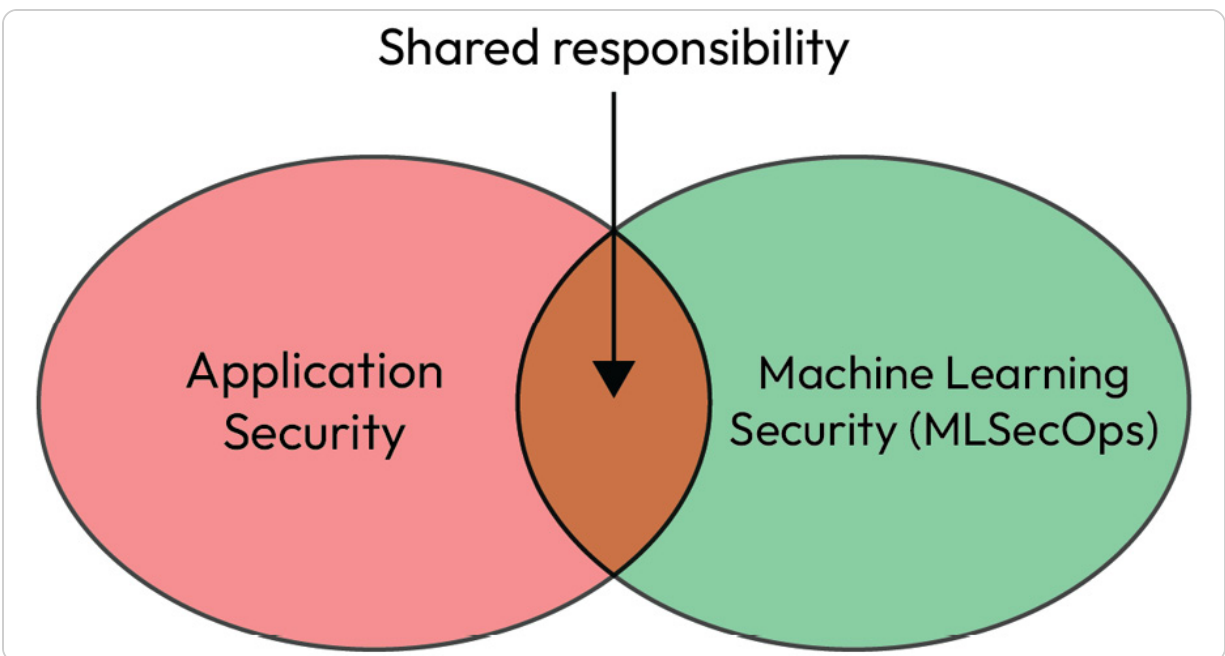 Shared responsibility
Application
Security
Machine Learning
Security (MLSecOps)